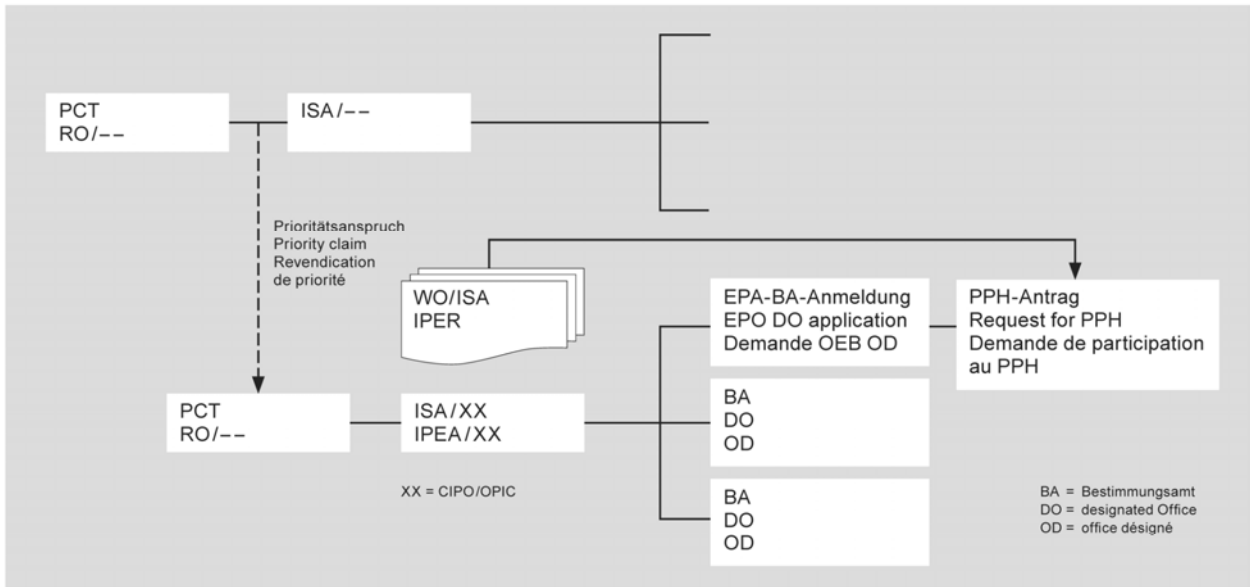 PCT
RO/––
ISA/––
Prioritätsanspruch
Priority claim
Revendication
de priorité
WO/ISA
IPER
EPA-BA-Anmeldung
EPO DO application
Demande OEB OD
PPH-Antrag
Request for PPH
Demande de participation
au PPH
PCT
RO/––
ISA/XX
IPEA/XX
BA
DO
OD
XX = CIPO/OPIC
BA
DO
OD
BA = Bestimmungsamt
DO = designated Office
OD = office désigné